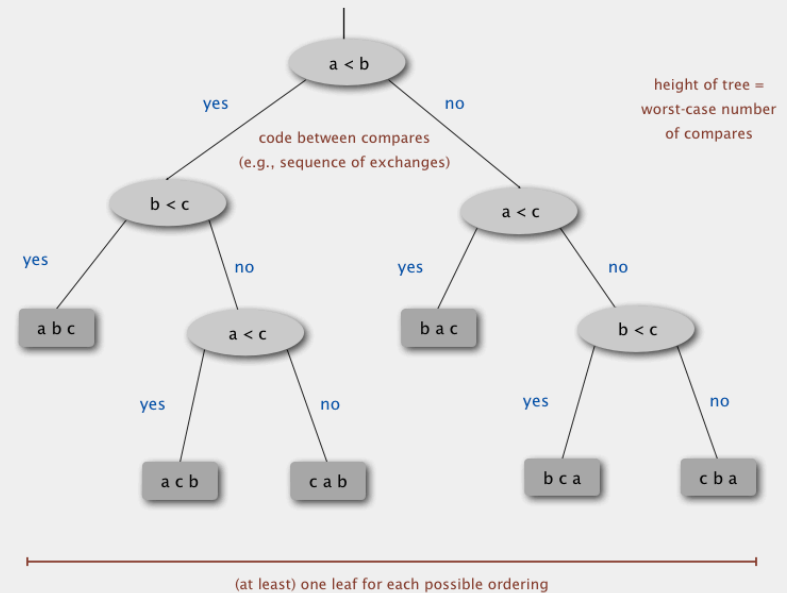 a < b
yes
no
height of tree =
worst-case number
of compares
code between compares
(e.g., sequence of exchanges)
b < c
a < c
yes
no
yes
no
a b c
a < c
b a c
b < c
yes
no
yes
no
a c b
c a b
b c a
c b a
(at least) one leaf for each possible ordering